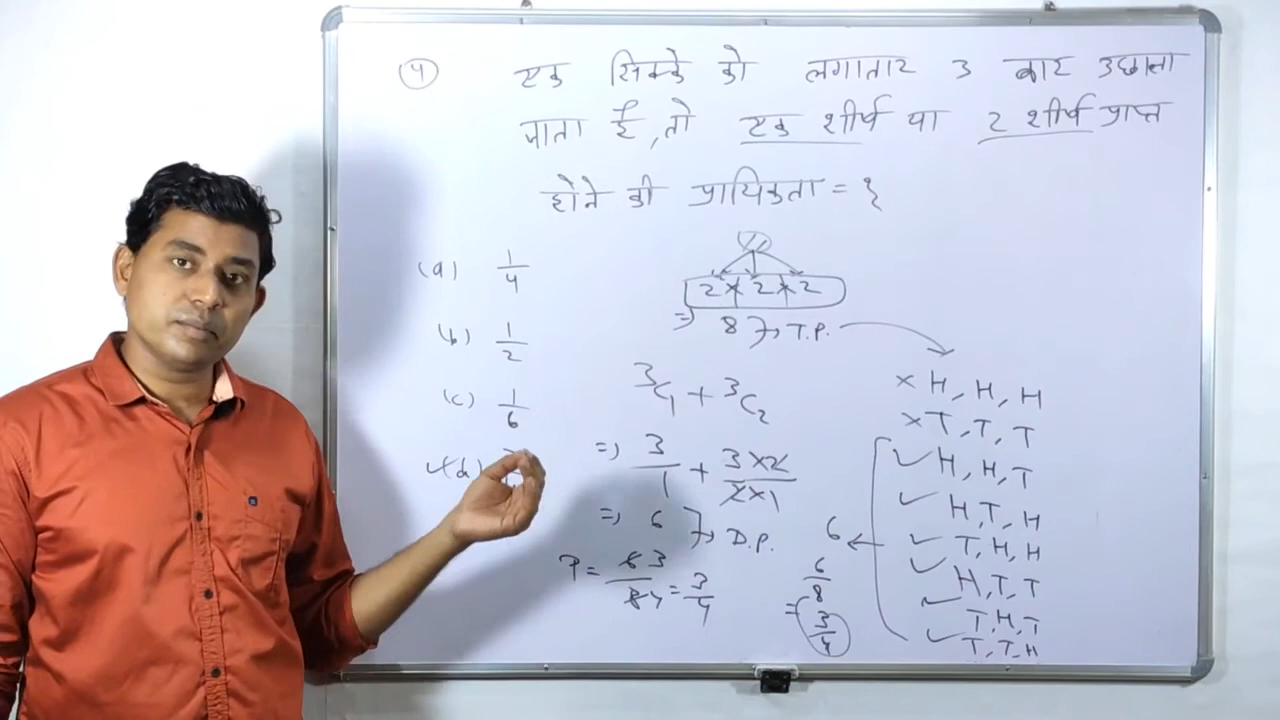 (4) एक सिक्के को लगातार 3 बार उछाला
जाता है, तो एक शीर्ष या 2 शीर्ष प्राप्त
होने की प्रायिकता = ?
(a) 1/4
(b) 1/2
(c) 1/6
✓(d)
2 × 2 × 2
⇒ 8 } → T.P.
³C₁ + ³C₂
⇒ 3/1 + 3×2/2×1
⇒ 6 } → D.P.
P = 6 3/8 4 = 3/4
× H, H, H
× T, T, T
✓ H, H, T
✓ H, T, H
✓ T, H, H
✓ H, T, T
✓ T, H, T
✓ T, T, H
6 ←
6/8
= 3/4